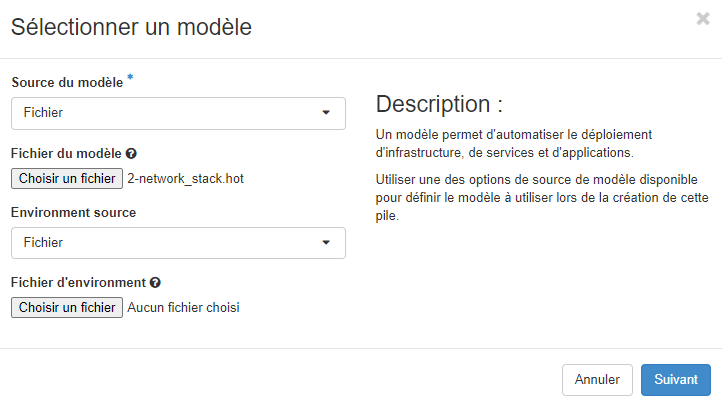 Sélectionner un modèle
×
Source du modèle *
Fichier
Fichier du modèle ?
Choisir un fichier 2-network_stack.hot
Environment source
Fichier
Fichier d'environment ?
Choisir un fichier Aucun fichier choisi
Description :
Un modèle permet d'automatiser le déploiement
d'infrastructure, de services et d'applications.
Utiliser une des options de source de modèle disponible
pour définir le modèle à utiliser lors de la création de cette
pile.
Annuler
Suivant